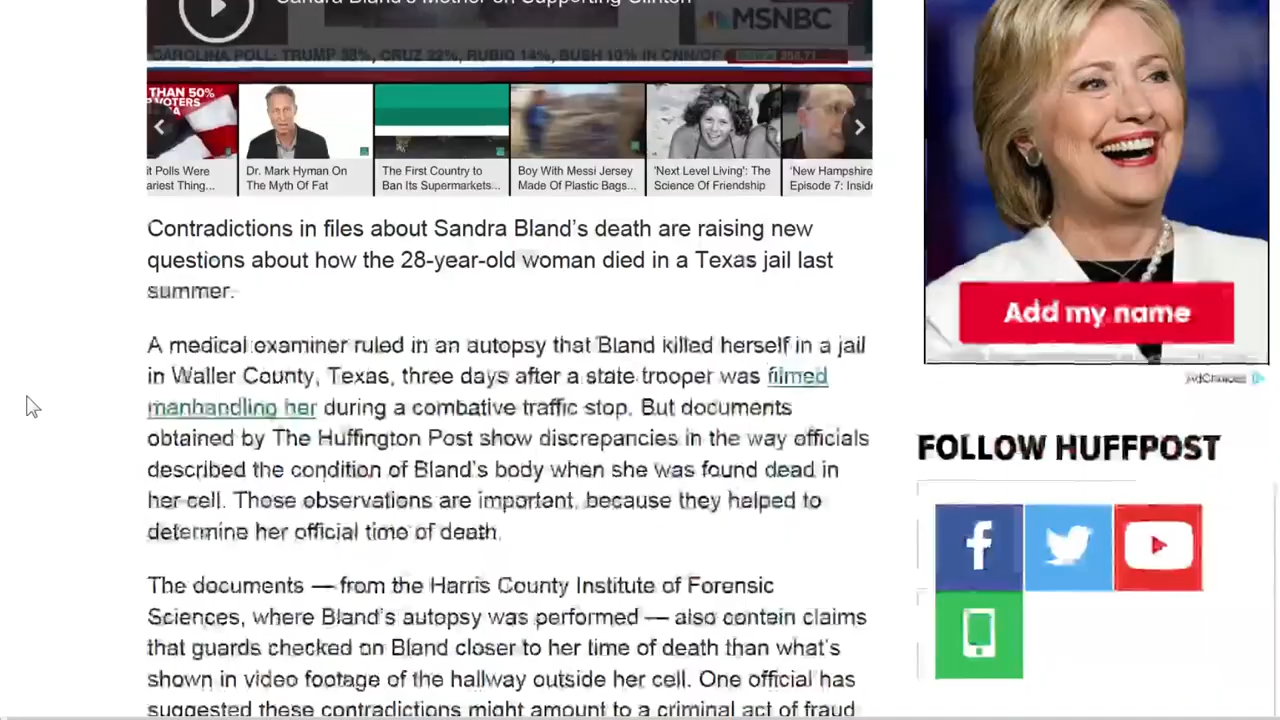 Sandra Bland's Mother on Supporting Clinton
MSNBC
CAROLINA POLL: TRUMP 38%, CRUZ 22%, RUBIO 14%, BUSH 10% IN CNN/OR
THAN 50%
VOTERS
it Polls Were
ariest Thing...
Dr. Mark Hyman On
The Myth Of Fat
The First Country to
Ban Its Supermarkets...
Boy With Messi Jersey
Made Of Plastic Bags...
'Next Level Living': The
Science Of Friendship
'New Hampshire
Episode 7: Inside
Contradictions in files about Sandra Bland's death are raising new
questions about how the 28-year-old woman died in a Texas jail last
summer.
A medical examiner ruled in an autopsy that Bland killed herself in a jail
in Waller County, Texas, three days after a state trooper was filmed
manhandling her during a combative traffic stop. But documents
obtained by The Huffington Post show discrepancies in the way officials
described the condition of Bland's body when she was found dead in
her cell. Those observations are important, because they helped to
determine her official time of death.
The documents — from the Harris County Institute of Forensic
Sciences, where Bland's autopsy was performed — also contain claims
that guards checked on Bland closer to her time of death than what's
shown in video footage of the hallway outside her cell. One official has
suggested these contradictions might amount to a criminal act of fraud
Add my name
AdChoices
FOLLOW HUFFPOST